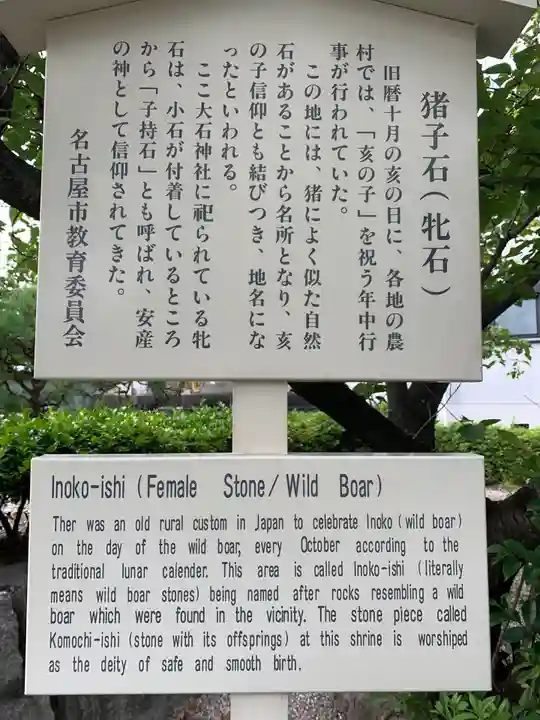 猪子石(牝石)
旧暦十月の亥の日に、各地の農
村では、「亥の子」を祝う年中行
事が行われていた。
この地には、猪によく似た自然
石があることから名所となり、亥
の子信仰とも結びつき、地名にな
ったといわれる。
ここ大石神社に祀られている牝
石は、小石が付着しているところ
から「子持石」とも呼ばれ、安産
の神として信仰されてきた。
名古屋市教育委員会
Inoko-ishi (Female Stone/Wild Boar)
Ther was an old rural custom in Japan to celebrate Inoko (wild boar)
on the day of the wild boar, every October according to the
traditional lunar calender. This area is called Inoko-ishi (literally
means wild boar stones) being named after rocks resembling a wild
boar which were found in the vicinity. The stone piece called
Komochi-ishi (stone with its offsprings) at this shrine is worshiped
as the deity of safe and smooth birth.